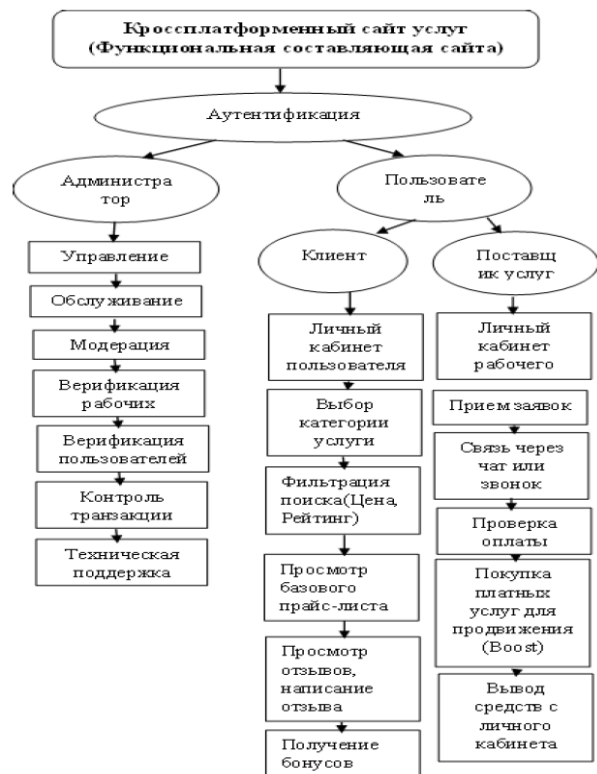 Кроссплатформенный сайт услуг
(Функциональная составляющая сайта)
Аутентификация
Администра
тор
Управление
Обслуживание
Модерация
Верификация
рабочих
Верификация
пользователей
Контроль
транзакции
Техническая
поддержка
Пользовате
ль
Клиент
Личный
кабинет
пользователя
Выбор
категории
услуги
Фильтрация
поиска(Цена,
Рейтинг)
Просмотр
базового
прайс-листа
Просмотр
отзывов,
написание
отзыва
Получение
бонусов
Поставщ
ик услуг
Личный
кабинет
рабочего
Прием заявок
Связь через
чат или
звонок
Проверка
оплаты
Покупка
платных
услуг для
продвижения
(Boost)
Вывод
средств с
личного
кабинета